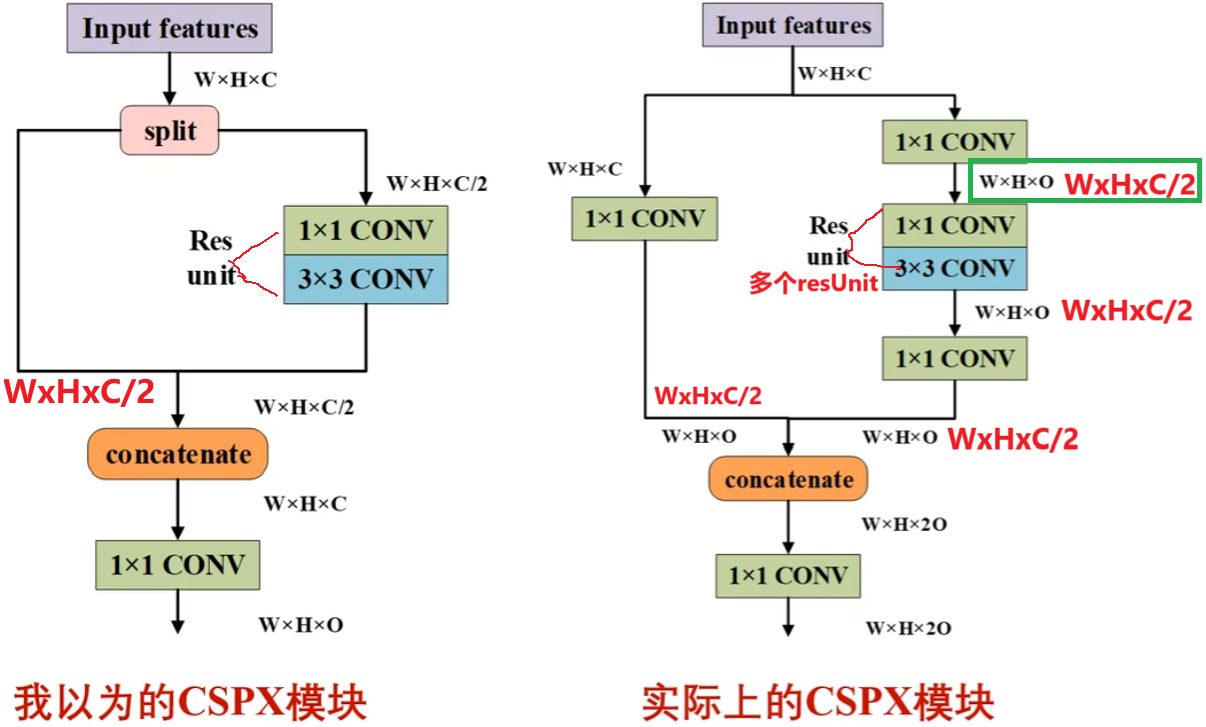 Input features
W×H×C
split
W×H×C/2
1×1 CONV
3×3 CONV
Res
unit
WxHxC/2
W×H×C/2
concatenate
W×H×C
1×1 CONV
W×H×O
我以为的CSPX模块
Input features
W×H×C
1×1 CONV
W×H×C
W×H×O WxHxC/2
1×1 CONV
1×1 CONV
3×3 CONV
Res
unit
多个resUnit
W×H×O WxHxC/2
1×1 CONV
WxHxC/2
W×H×O
W×H×O WxHxC/2
concatenate
W×H×2O
1×1 CONV
W×H×2O
实际上的CSPX模块